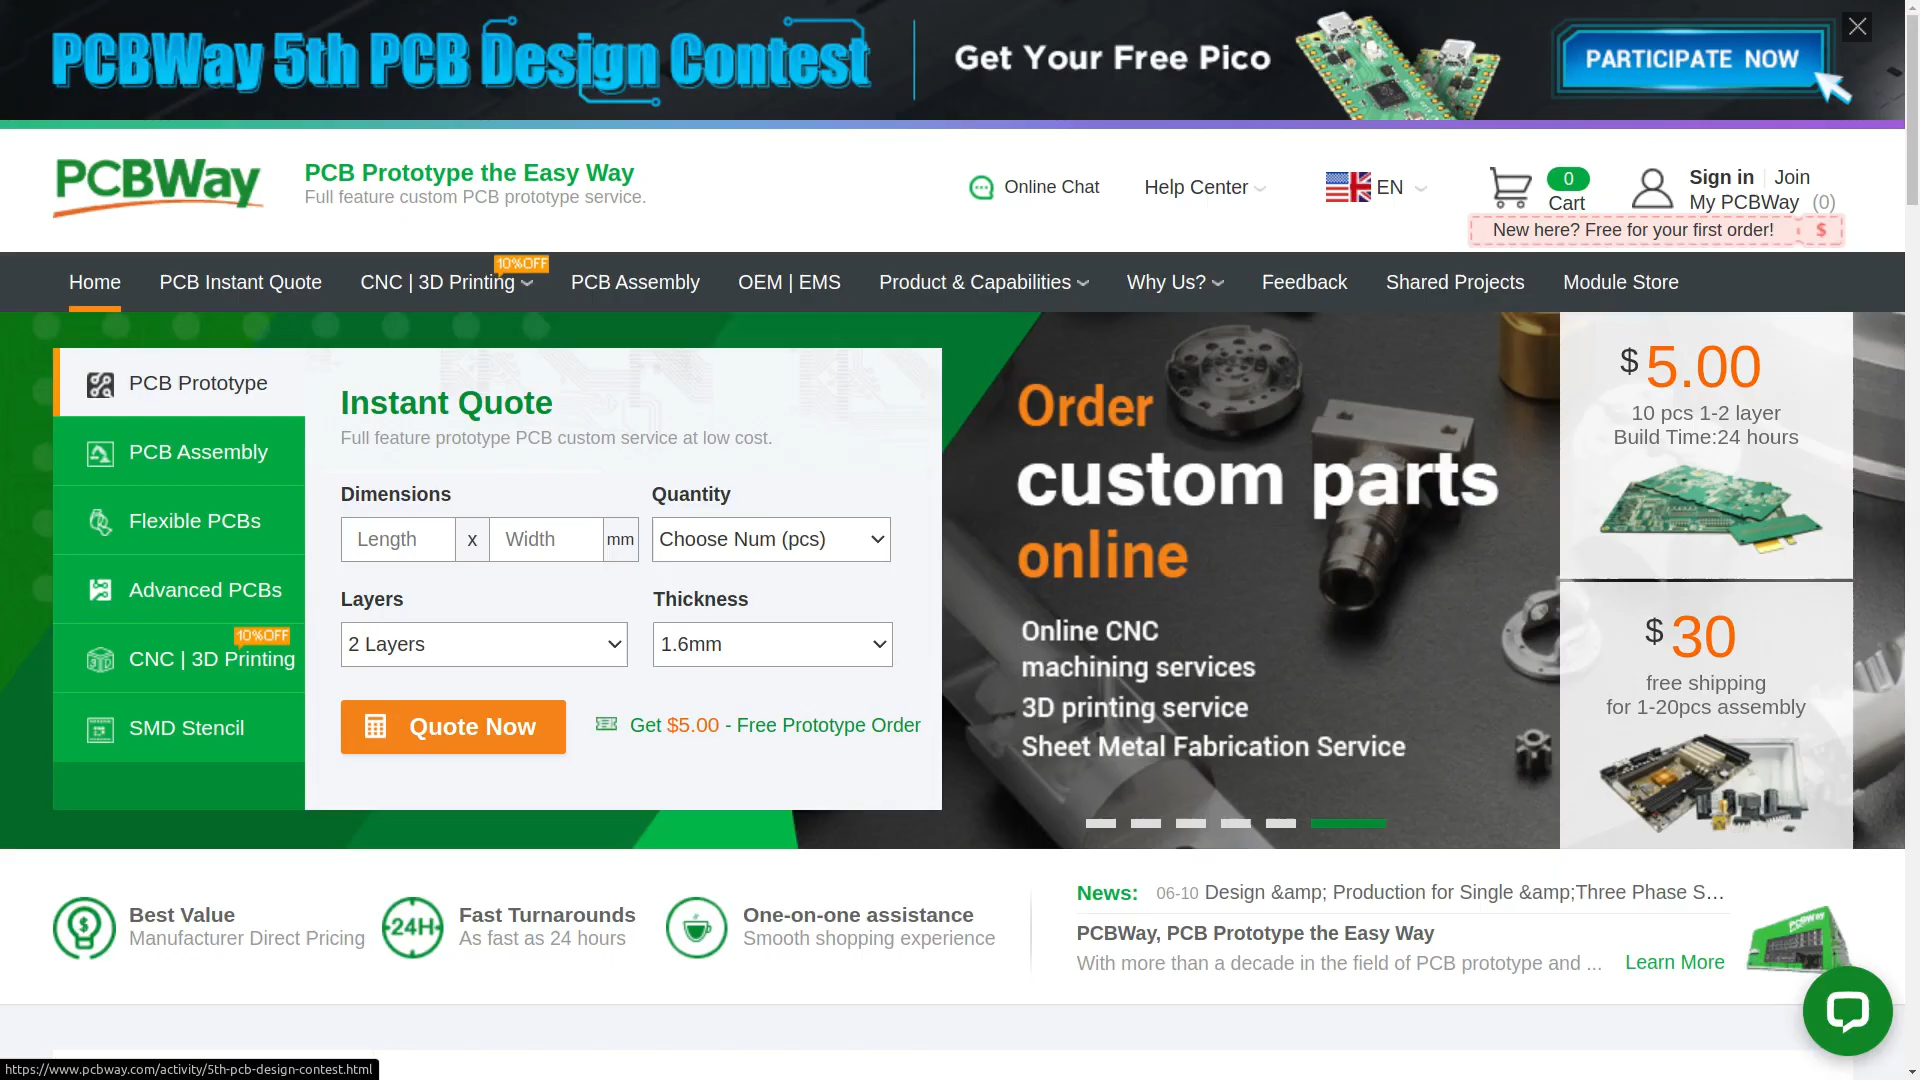 PCBWay 5th PCB Design Contest
Get Your Free Pico
PARTICIPATE NOW
PCBWay
PCB Prototype the Easy Way
Full feature custom PCB prototype service.
Online Chat
Help Center
EN
0
Cart
Sign in
Join
My PCBWay (0)
New here? Free for your first order! $
Home
PCB Instant Quote
CNC | 3D Printing
10%OFF
PCB Assembly
OEM | EMS
Product & Capabilities
Why Us?
Feedback
Shared Projects
Module Store
PCB Prototype
PCB Assembly
Flexible PCBs
Advanced PCBs
10%OFF
CNC | 3D Printing
SMD Stencil
Instant Quote
Full feature prototype PCB custom service at low cost.
Dimensions
Quantity
Length x Width mm
Choose Num (pcs)
Layers
Thickness
2 Layers
1.6mm
Quote Now
Get $5.00 - Free Prototype Order
Order
custom parts
online
Online CNC
machining services
3D printing service
Sheet Metal Fabrication Service
$ 5.00
10 pcs 1-2 layer
Build Time:24 hours
$ 30
free shipping
for 1-20pcs assembly
Best Value
Manufacturer Direct Pricing
24H
Fast Turnarounds
As fast as 24 hours
One-on-one assistance
Smooth shopping experience
News: 06-10 Design &amp; Production for Single &amp;Three Phase S...
PCBWay, PCB Prototype the Easy Way
With more than a decade in the field of PCB prototype and ... Learn More
PCBWay
https://www.pcbway.com/activity/5th-pcb-design-contest.html